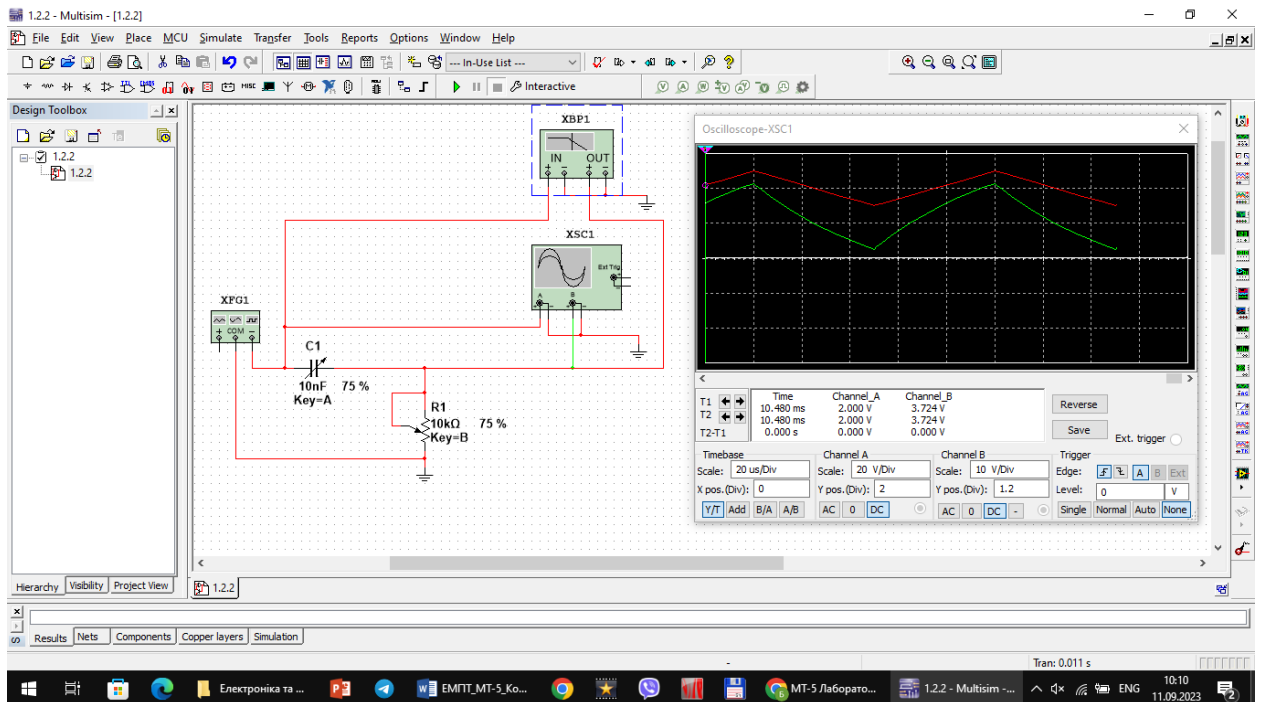 1.2.2 - Multisim - [1.2.2]
File Edit View Place MCU Simulate Transfer Tools Reports Options Window Help
--- In-Use List ---
MISC
Interactive
Design Toolbox
1.2.2
1.2.2
XBP1
IN OUT
XSC1
Ext Trig
A B
XFG1
COM
C1
10nF 75 %
Key=A
R1
10kΩ 75 %
Key=B
Oscilloscope-XSC1
Time Channel_A Channel_B
T1 10.480 ms 2.000 V 3.724 V
T2 10.480 ms 2.000 V 3.724 V
T2-T1 0.000 s 0.000 V 0.000 V
Reverse
Save
Ext. trigger
Timebase Channel A Channel B Trigger
Scale: 20 us/Div Scale: 20 V/Div Scale: 10 V/Div Edge: A B Ext
X pos.(Div): 0 Y pos.(Div): 2 Y pos.(Div): 1.2 Level: 0 V
Y/T Add B/A A/B AC 0 DC AC 0 DC - Single Normal Auto None
Hierarchy Visibility Project View
1.2.2
Results Nets Components Copper layers Simulation
- Tran: 0.011 s
Електроніка та ... ЕМПТ_МТ-5_Ко... МТ-5 Лаборато... 1.2.2 - Multisim -... ENG 10:10
11.09.2023
2